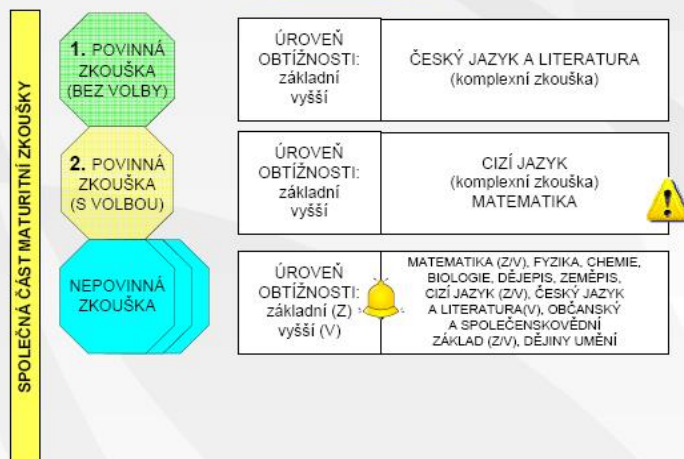 SPOLEČNÁ ČÁST MATURITNÍ ZKOUŠKY
1. POVINNÁ
ZKOUŠKA
(BEZ VOLBY)
ÚROVEŇ
OBTÍŽNOSTI:
základní
vyšší
ČESKÝ JAZYK A LITERATURA
(komplexní zkouška)
2. POVINNÁ
ZKOUŠKA
(S VOLBOU)
ÚROVEŇ
OBTÍŽNOSTI:
základní
vyšší
CIZÍ JAZYK
(komplexní zkouška)
MATEMATIKA
NEPOVINNÁ
ZKOUŠKA
ÚROVEŇ
OBTÍŽNOSTI:
základní (Z)
vyšší (V)
MATEMATIKA (Z/V), FYZIKA, CHEMIE,
BIOLOGIE, DĚJEPIS, ZEMĚPIS,
CIZÍ JAZYK (Z/V), ČESKÝ JAZYK
A LITERATURA(V), OBČANSKÝ
A SPOLEČENSKOVĚDNÍ
ZÁKLAD (Z/V), DĚJINY UMĚNÍ